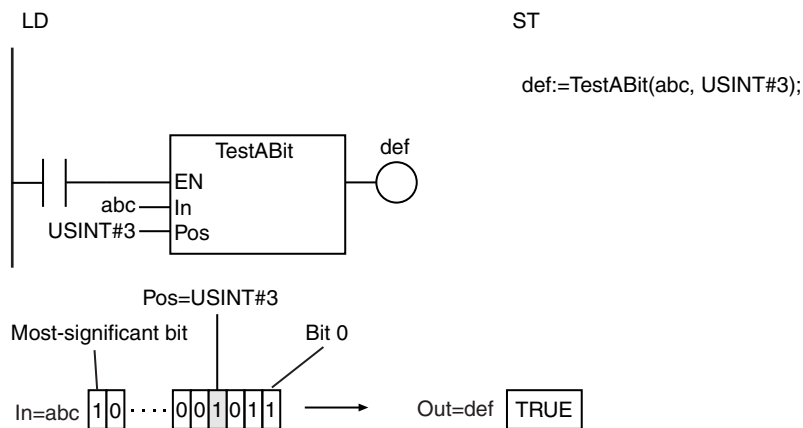 LD
ST
def:=TestABit(abc, USINT#3);
TestABit
def
EN
abc
In
USINT#3
Pos
Pos=USINT#3
Most-significant bit
Bit 0
In=abc 1 0 · · · · 0 0 1 0 1 1
Out=def TRUE